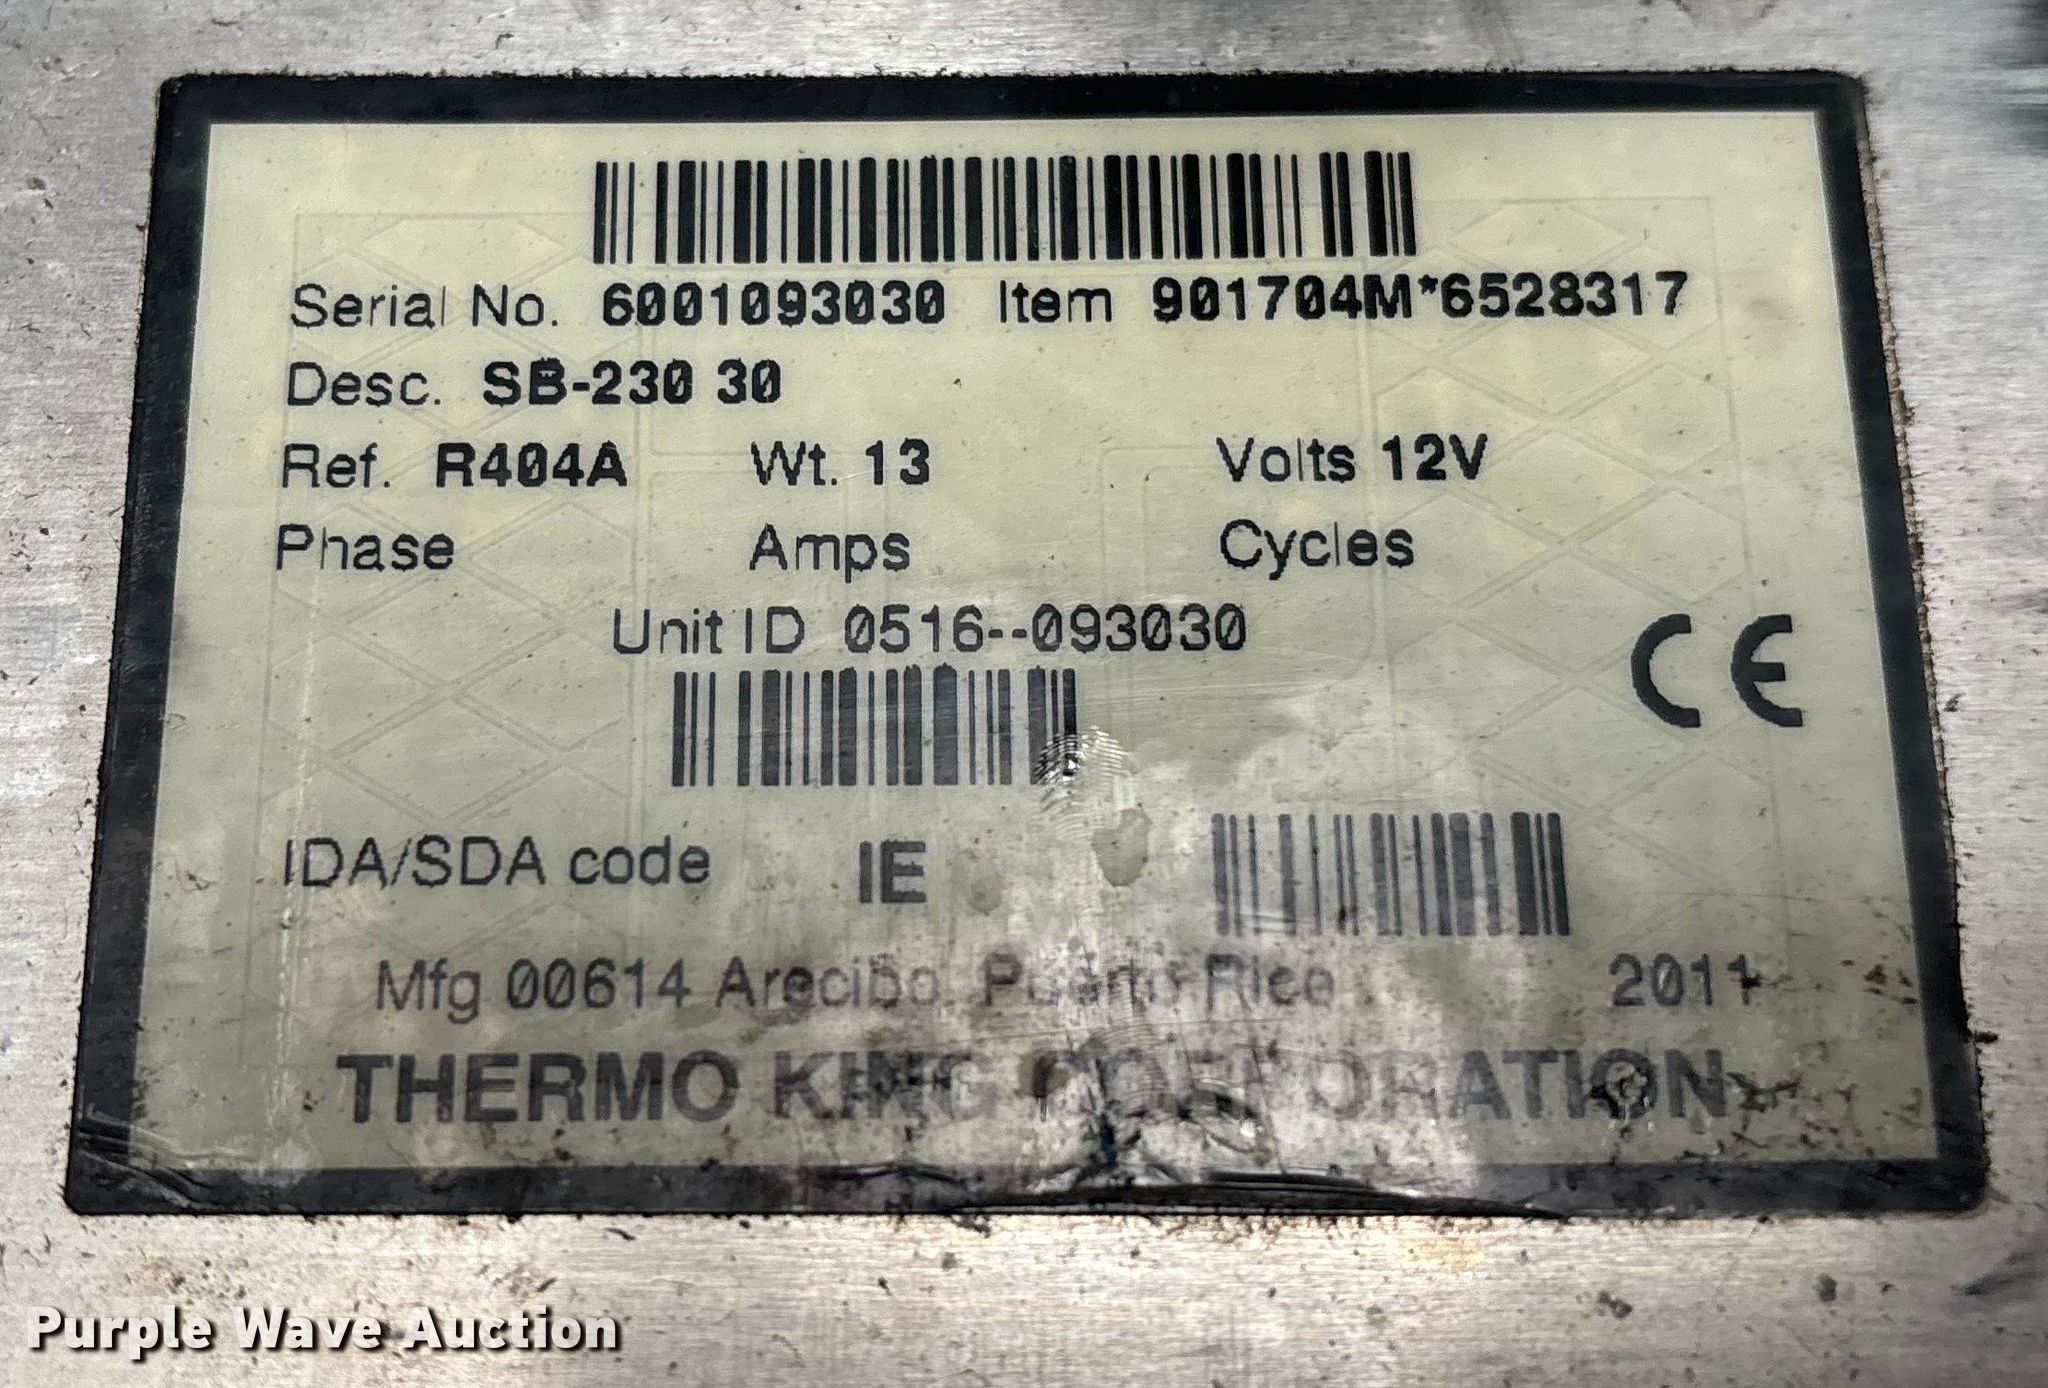 Serial No. 6001093030 Item 901704M*6528317
Desc. SB-230 30
Ref. R404A Wt. 13 Volts 12V
Phase Amps Cycles
Unit ID 0516--093030
CE
IDA/SDA code IE
Mfg 00614 Arecibo, Puerto Rico 2011
THERMO KING CORPORATION
Purple Wave Auction